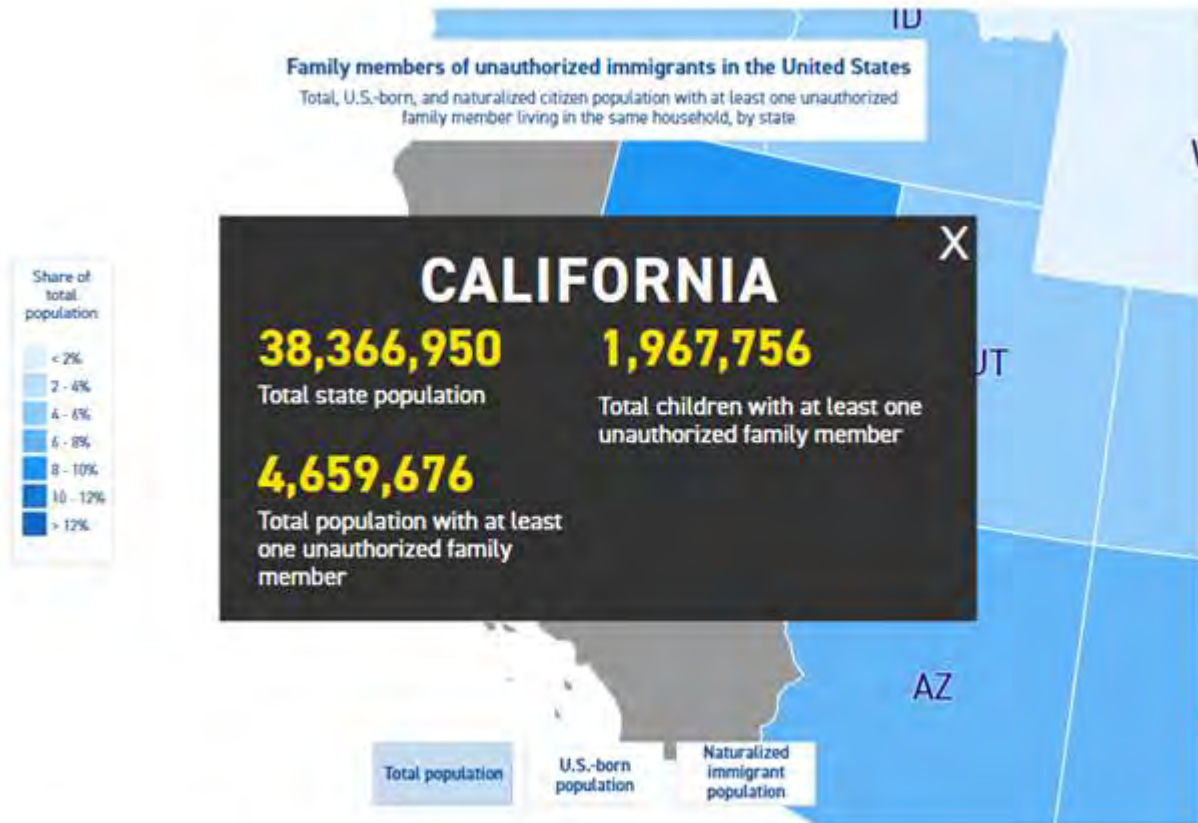 ID
Family members of unauthorized immigrants in the United States
Total, U.S.-born, and naturalized citizen population with at least one unauthorized
family member living in the same household, by state
X
CALIFORNIA
38,366,950
Total state population
1,967,756
Total children with at least one
unauthorized family member
4,659,676
Total population with at least
one unauthorized family
member
Share of
total
population
< 2%
2 - 4%
4 - 6%
6 - 8%
8 - 10%
10 - 12%
> 12%
UT
AZ
Total population
U.S.-born
population
Naturalized
immigrant
population